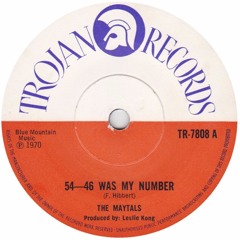 TROJAN RECORDS
Blue Mountain
Music
℗ 1970
TR-7808 A
54—46 WAS MY NUMBER
(F. Hibbert)
THE MAYTALS
Produced by: Leslie Kong